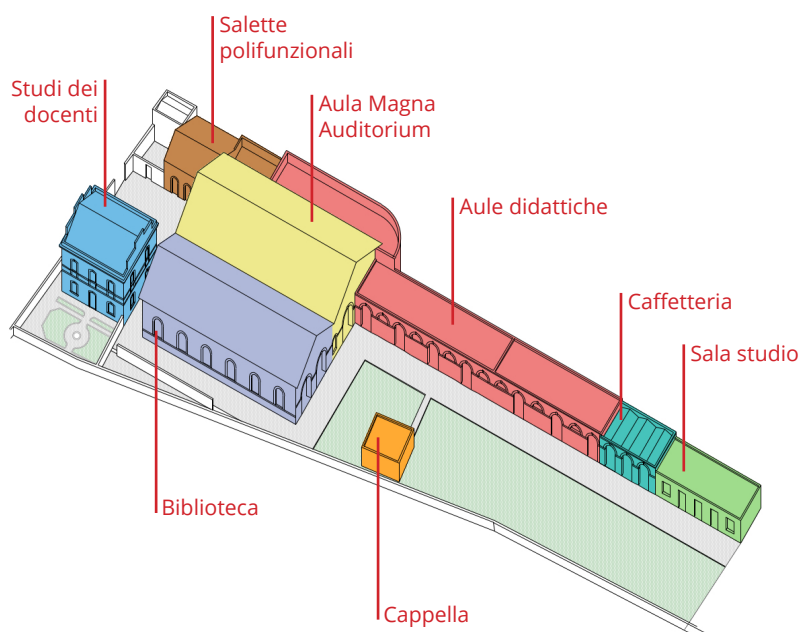 Salette
polifunzionali
Studi dei
docenti
Aula Magna
Auditorium
Aule didattiche
Caffetteria
Sala studio
Biblioteca
Cappella